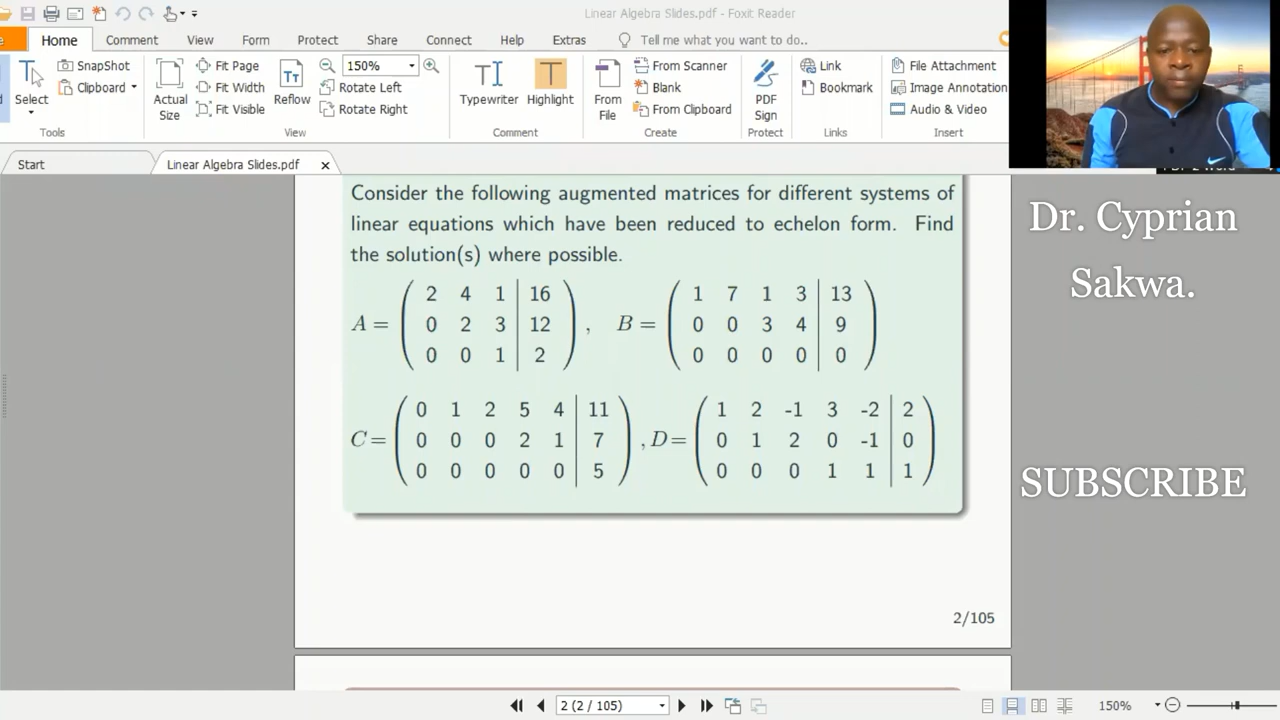 Linear Algebra Slides.pdf - Foxit Reader
Home Comment View Form Protect Share Connect Help Extras Tell me what you want to do..
SnapShot Fit Page 150% From Scanner Link File Attachment
Select Clipboard Actual Size Fit Width Reflow Rotate Left Typewriter Highlight From File Blank PDF Sign Bookmark Image Annotation
Fit Visible Rotate Right From Clipboard Audio & Video
Tools View Comment Create Protect Links Insert
Start Linear Algebra Slides.pdf
Consider the following augmented matrices for different systems of
linear equations which have been reduced to echelon form. Find
the solution(s) where possible.
2 4 1 16 1 7 1 3 13
A = 0 2 3 12 , B = 0 0 3 4 9
0 0 1 2 0 0 0 0 0
0 1 2 5 4 11 1 2 -1 3 -2 2
C = 0 0 0 2 1 7 , D = 0 1 2 0 -1 0
0 0 0 0 0 5 0 0 0 1 1 1
2/105
Dr. Cyprian
Sakwa.
SUBSCRIBE
2 (2 / 105) 150%